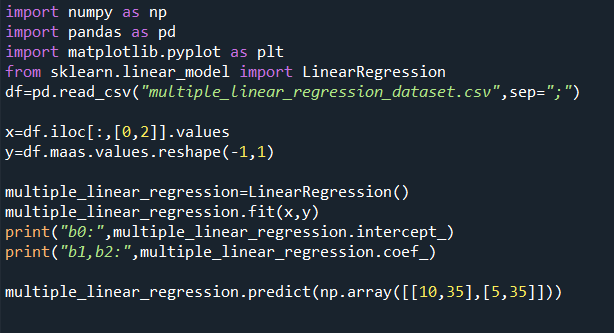 import numpy as np
import pandas as pd
import matplotlib.pyplot as plt
from sklearn.linear_model import LinearRegression
df=pd.read_csv("multiple_linear_regression_dataset.csv",sep=";")
x=df.iloc[:,[0,2]].values
y=df.maas.values.reshape(-1,1)
multiple_linear_regression=LinearRegression()
multiple_linear_regression.fit(x,y)
print("b0:",multiple_linear_regression.intercept_)
print("b1,b2:",multiple_linear_regression.coef_)
multiple_linear_regression.predict(np.array([[10,35],[5,35]]))